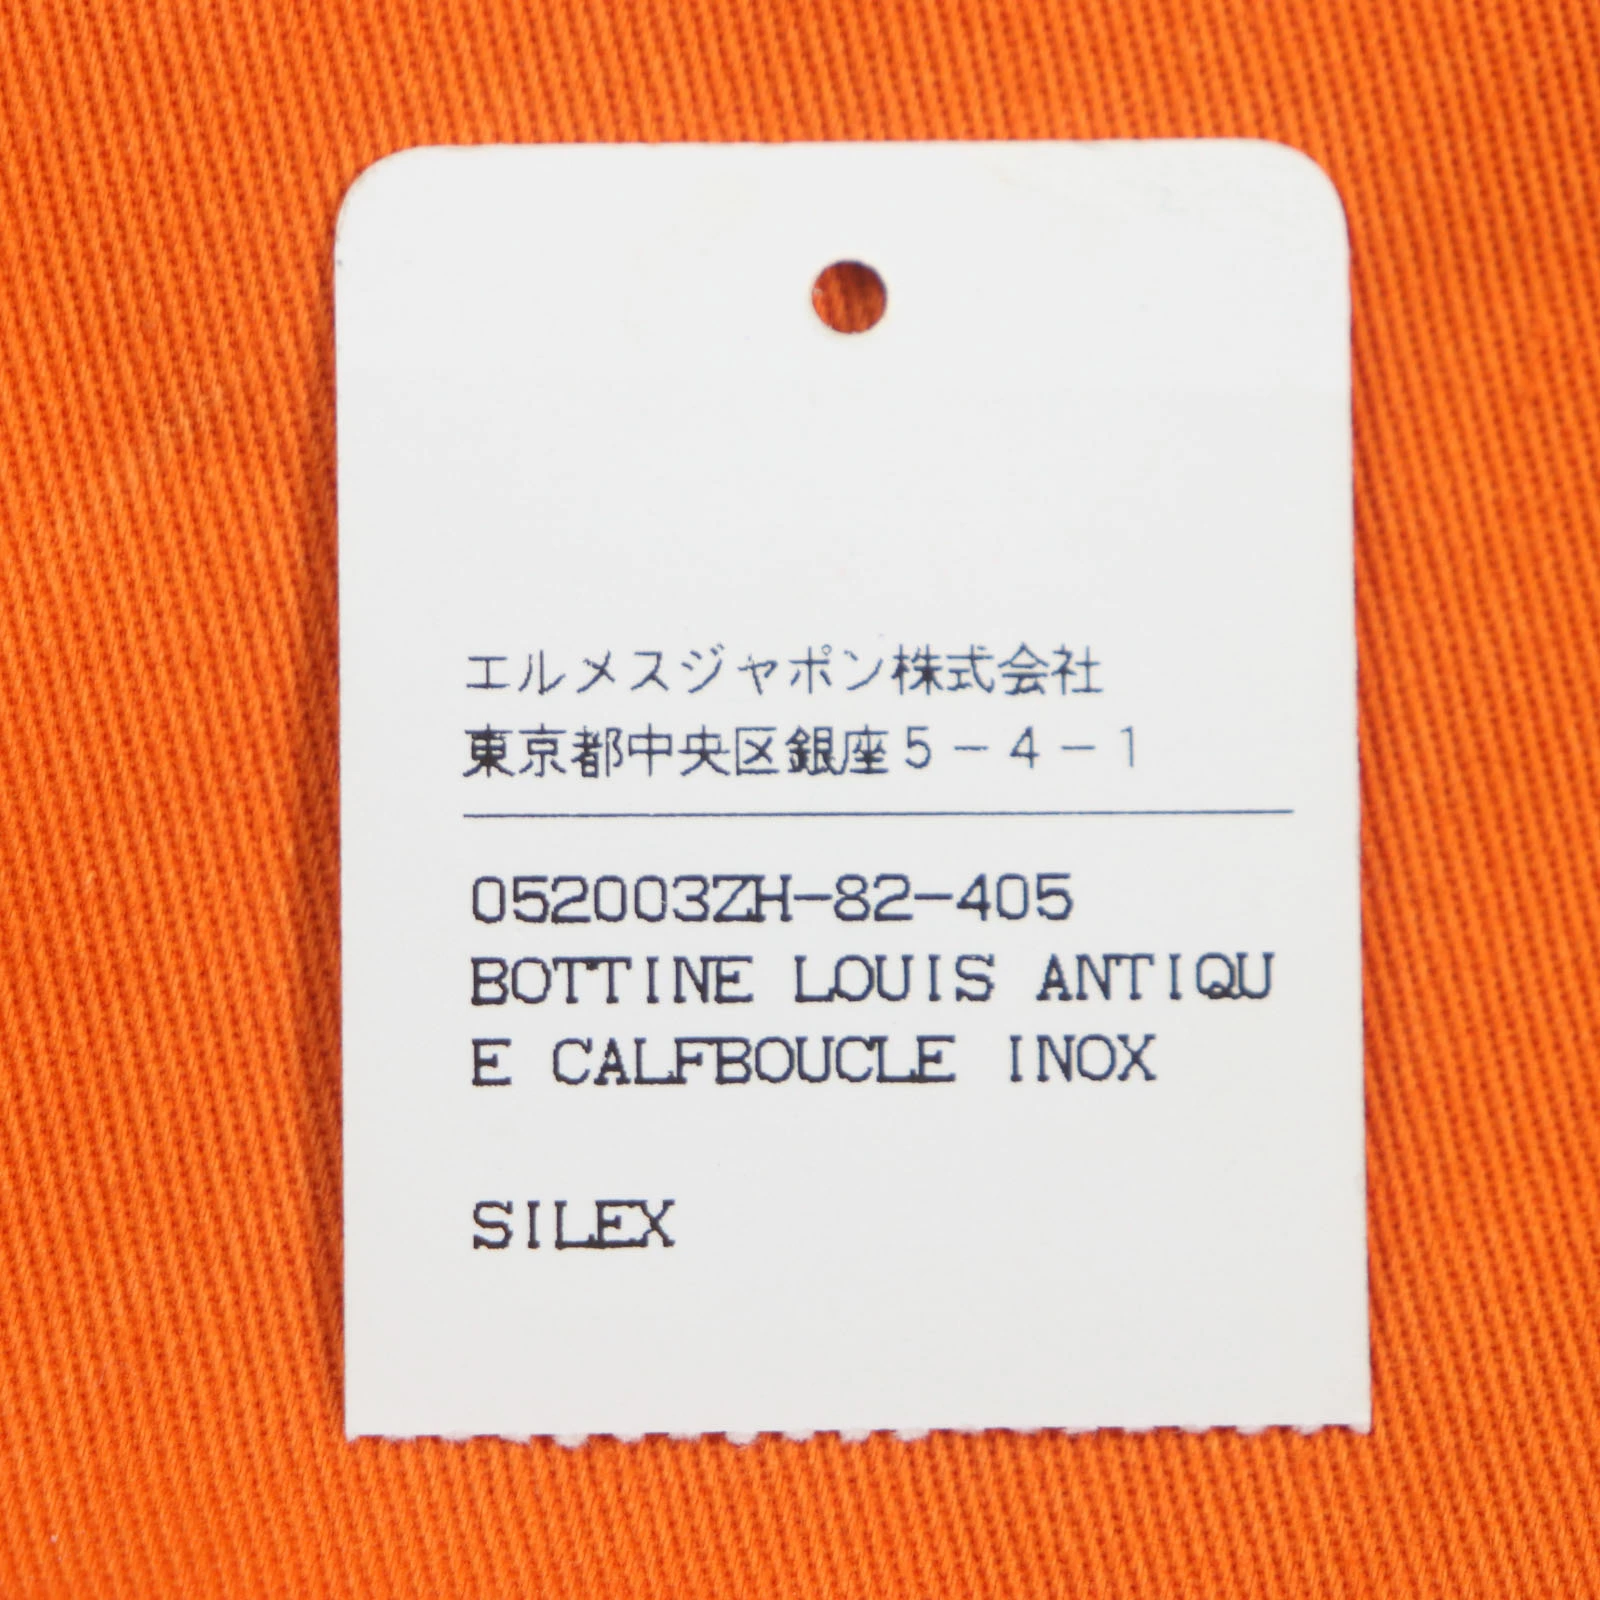 エルメスジャポン株式会社
東京都中央区銀座5－4－1
052003ZH-82-405
BOTTINE LOUIS ANTIQU
E CALFBOUCLE INOX
SILEX